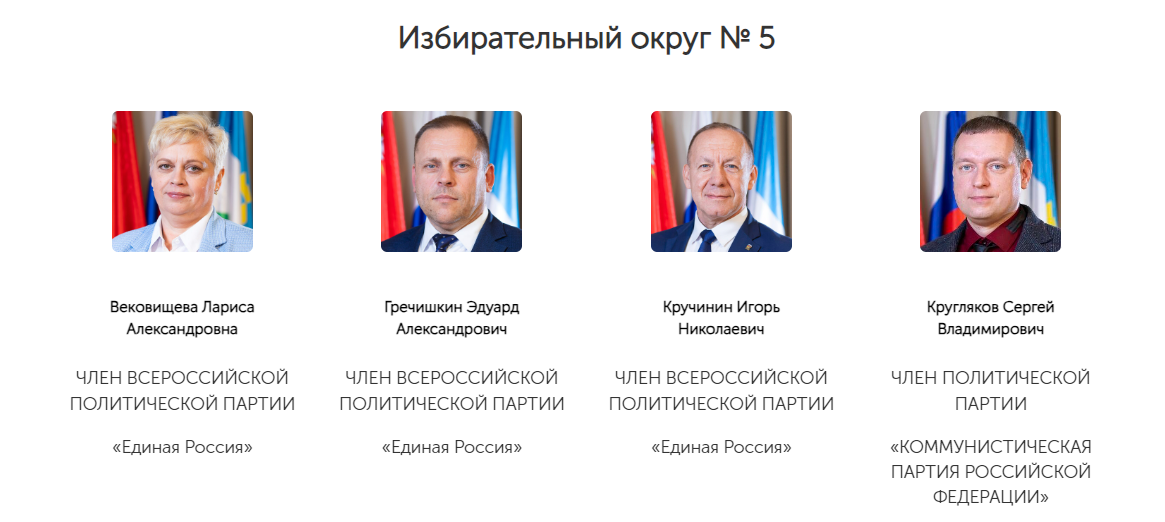 Избирательный округ № 5
Вековищева Лариса
Александровна
ЧЛЕН ВСЕРОССИЙСКОЙ
ПОЛИТИЧЕСКОЙ ПАРТИИ
«Единая Россия»
Гречишкин Эдуард
Александрович
ЧЛЕН ВСЕРОССИЙСКОЙ
ПОЛИТИЧЕСКОЙ ПАРТИИ
«Единая Россия»
Кручинин Игорь
Николаевич
ЧЛЕН ВСЕРОССИЙСКОЙ
ПОЛИТИЧЕСКОЙ ПАРТИИ
«Единая Россия»
Кругляков Сергей
Владимирович
ЧЛЕН ПОЛИТИЧЕСКОЙ
ПАРТИИ
«КОММУНИСТИЧЕСКАЯ
ПАРТИЯ РОССИЙСКОЙ
ФЕДЕРАЦИИ»